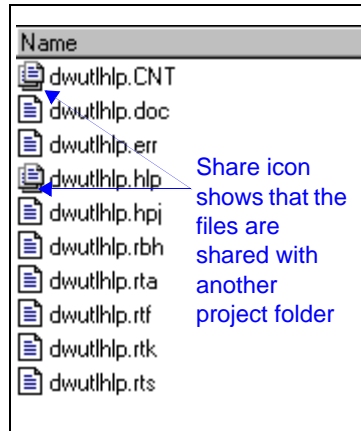 Name
dwutlhlp.CNT
dwutlhlp.doc
dwutlhlp.err
dwutlhlp.hlp
dwutlhlp.hpj
dwutlhlp.rbh
dwutlhlp.rta
dwutlhlp.rtf
dwutlhlp.rtk
dwutlhlp.rts
Share icon
shows that the
files are
shared with
another
project folder